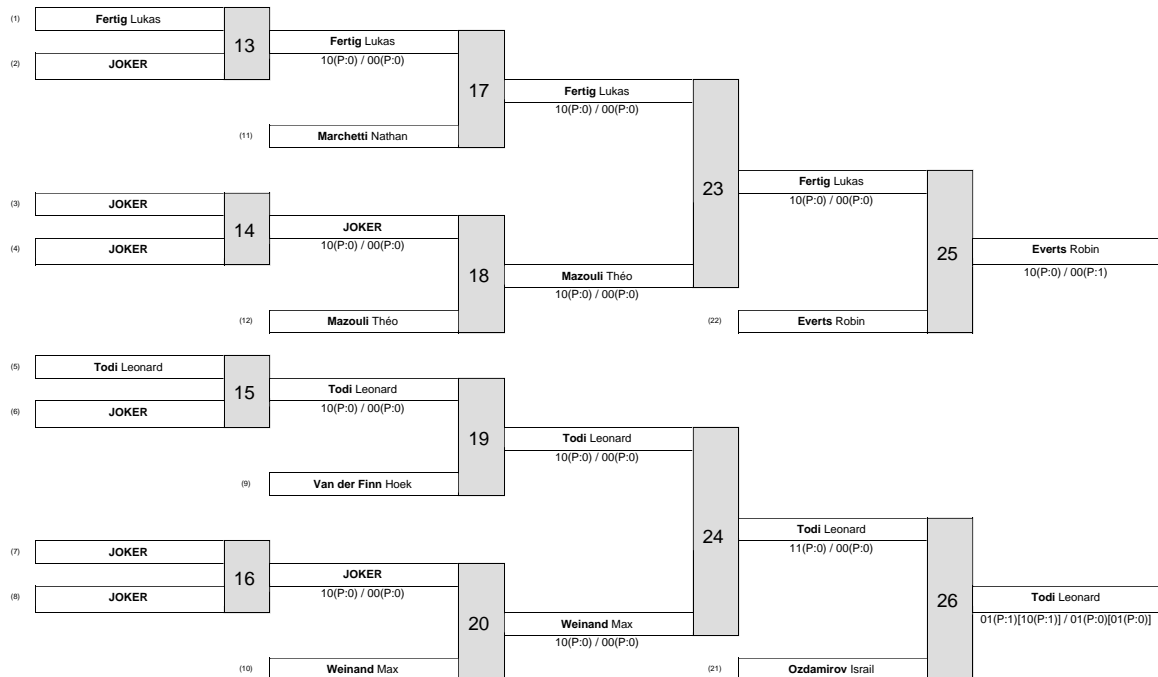 (1) Fertig Lukas
13
Fertig Lukas
(2) JOKER
10(P:0) / 00(P:0)
17
Fertig Lukas
10(P:0) / 00(P:0)
(11) Marchetti Nathan
23
Fertig Lukas
10(P:0) / 00(P:0)
(3) JOKER
14
JOKER
(4) JOKER
10(P:0) / 00(P:0)
18
Mazouli Théo
10(P:0) / 00(P:0)
(12) Mazouli Théo
25
Everts Robin
10(P:0) / 00(P:1)
(22) Everts Robin
(5) Todi Leonard
15
Todi Leonard
(6) JOKER
10(P:0) / 00(P:0)
19
Todi Leonard
10(P:0) / 00(P:0)
(9) Van der Finn Hoek
24
Todi Leonard
11(P:0) / 00(P:0)
(7) JOKER
16
JOKER
(8) JOKER
10(P:0) / 00(P:0)
20
Weinand Max
10(P:0) / 00(P:0)
(10) Weinand Max
26
Todi Leonard
01(P:1)[10(P:1)] / 01(P:0)[01(P:0)]
(21) Ozdamirov Israil